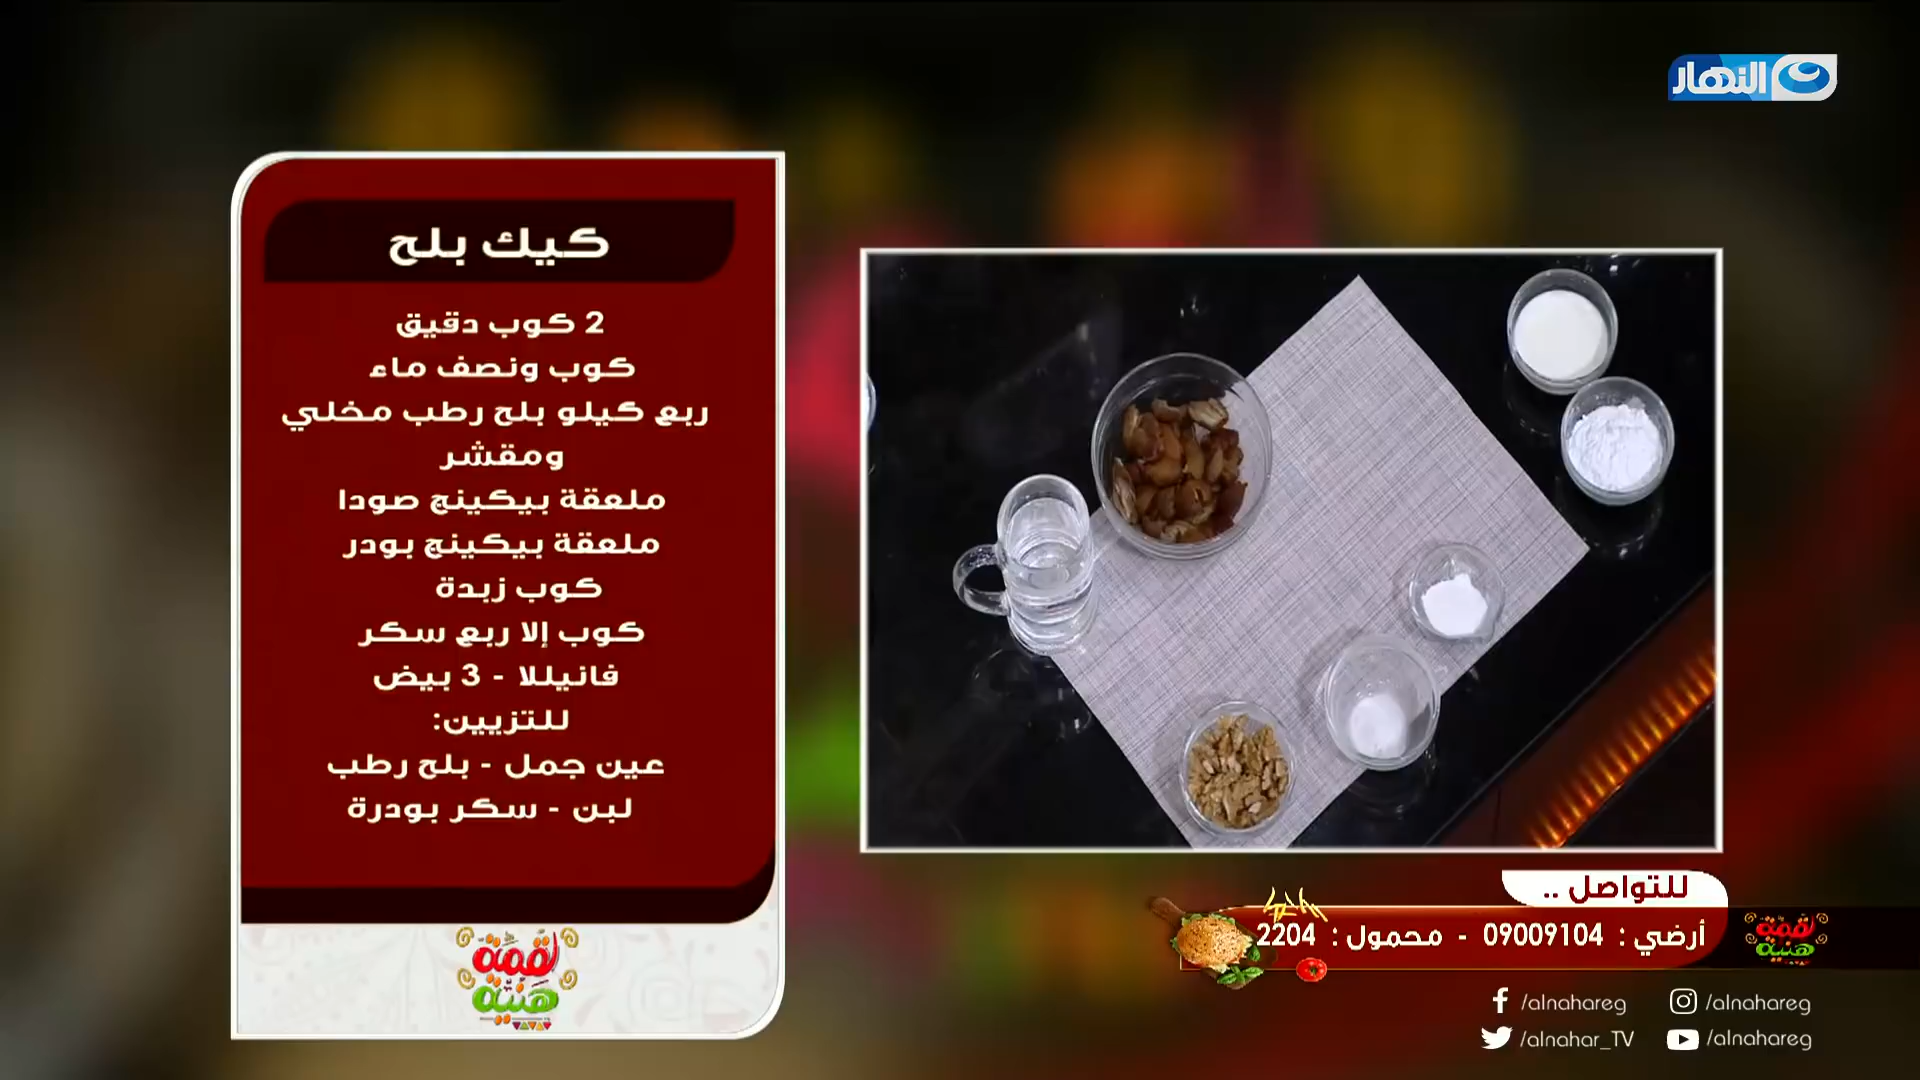 النهار
كيك بلح
2 كوب دقيق
كوب ونصف ماء
ربع كيلو بلح رطب مخلي
ومقشر
ملعقة بيكينج صودا
ملعقة بيكينج بودر
كوب زبدة
كوب إلا ربع سكر
فانيللا - 3 بيض
للتزيين:
عين جمل - بلح رطب
لبن - سكر بودرة
لقمة
هنية
للتواصل ..
أرضي : 09009104 - محمول : 2204
لقمة
هنية
/alnahareg
/alnahareg
/alnahar_TV
/alnahareg